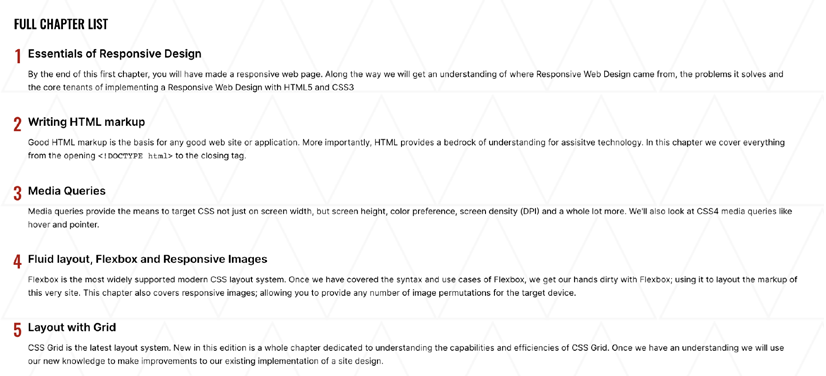 FULL CHAPTER LIST
1 Essentials of Responsive Design
By the end of this first chapter, you will have made a responsive web page. Along the way we will get an understanding of where Responsive Web Design came from, the problems it solves and
the core tenants of implementing a Responsive Web Design with HTML5 and CSS3
2 Writing HTML markup
Good HTML markup is the basis for any good web site or application. More importantly, HTML provides a bedrock of understanding for assisitve technology. In this chapter we cover everything
from the opening <!DOCTYPE html> to the closing tag.
3 Media Queries
Media queries provide the means to target CSS not just on screen width, but screen height, color preference, screen density (DPI) and a whole lot more. We'll also look at CSS4 media queries like
hover and pointer.
4 Fluid layout, Flexbox and Responsive Images
Flexbox is the most widely supported modern CSS layout system. Once we have covered the syntax and use cases of Flexbox, we get our hands dirty with Flexbox; using it to layout the markup of
this very site. This chapter also covers responsive images; allowing you to provide any number of image permutations for the target device.
5 Layout with Grid
CSS Grid is the latest layout system. New in this edition is a whole chapter dedicated to understanding the capabilities and efficiencies of CSS Grid. Once we have an understanding we will use
our new knowledge to make improvements to our existing implementation of a site design.